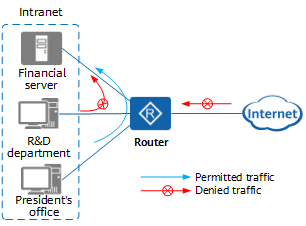 Intranet
Financial
server
R&D
department
President's
office
R
Router
Internet
Permitted traffic
Denied traffic